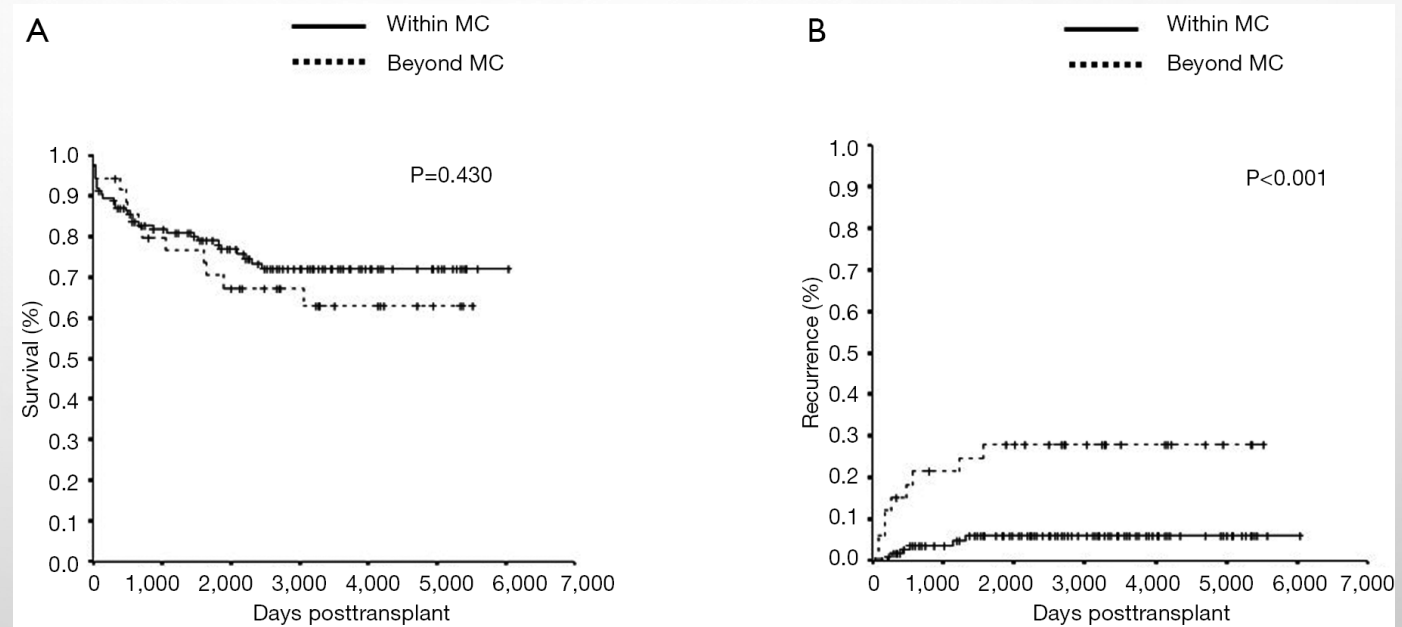 A
Within MC
Beyond MC
P=0.430
Survival (%)
1.0
0.9
0.8
0.7
0.6
0.5
0.4
0.3
0.2
0.1
0.0
0 1,000 2,000 3,000 4,000 5,000 6,000 7,000
Days posttransplant
B
Within MC
Beyond MC
P<0.001
Recurrence (%)
1.0
0.9
0.8
0.7
0.6
0.5
0.4
0.3
0.2
0.1
0.0
0 1,000 2,000 3,000 4,000 5,000 6,000 7,000
Days posttransplant